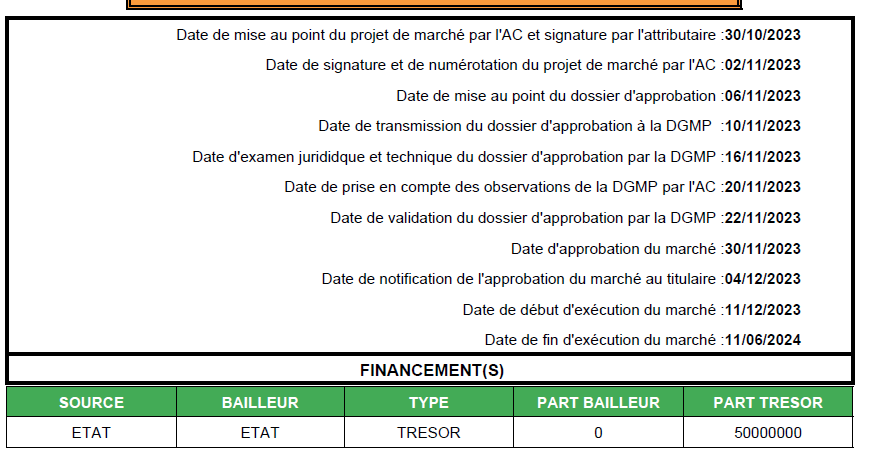 Date de mise au point du projet de marché par l'AC et signature par l'attributaire :30/10/2023
Date de signature et de numérotation du projet de marché par l'AC :02/11/2023
Date de mise au point du dossier d'approbation :06/11/2023
Date de transmission du dossier d'approbation à la DGMP  :10/11/2023
Date d'examen jurididque et technique du dossier d'approbation par la DGMP :16/11/2023
Date de prise en compte des observations de la DGMP par l'AC :20/11/2023
Date de validation du dossier d'approbation par la DGMP :22/11/2023
Date d'approbation du marché :30/11/2023
Date de notification de l'approbation du marché au titulaire :04/12/2023
Date de début d'exécution du marché :11/12/2023
Date de fin d'exécution du marché :11/06/2024
FINANCEMENT(S)
SOURCE BAILLEUR TYPE PART BAILLEUR PART TRESOR
ETAT ETAT TRESOR 0 50000000